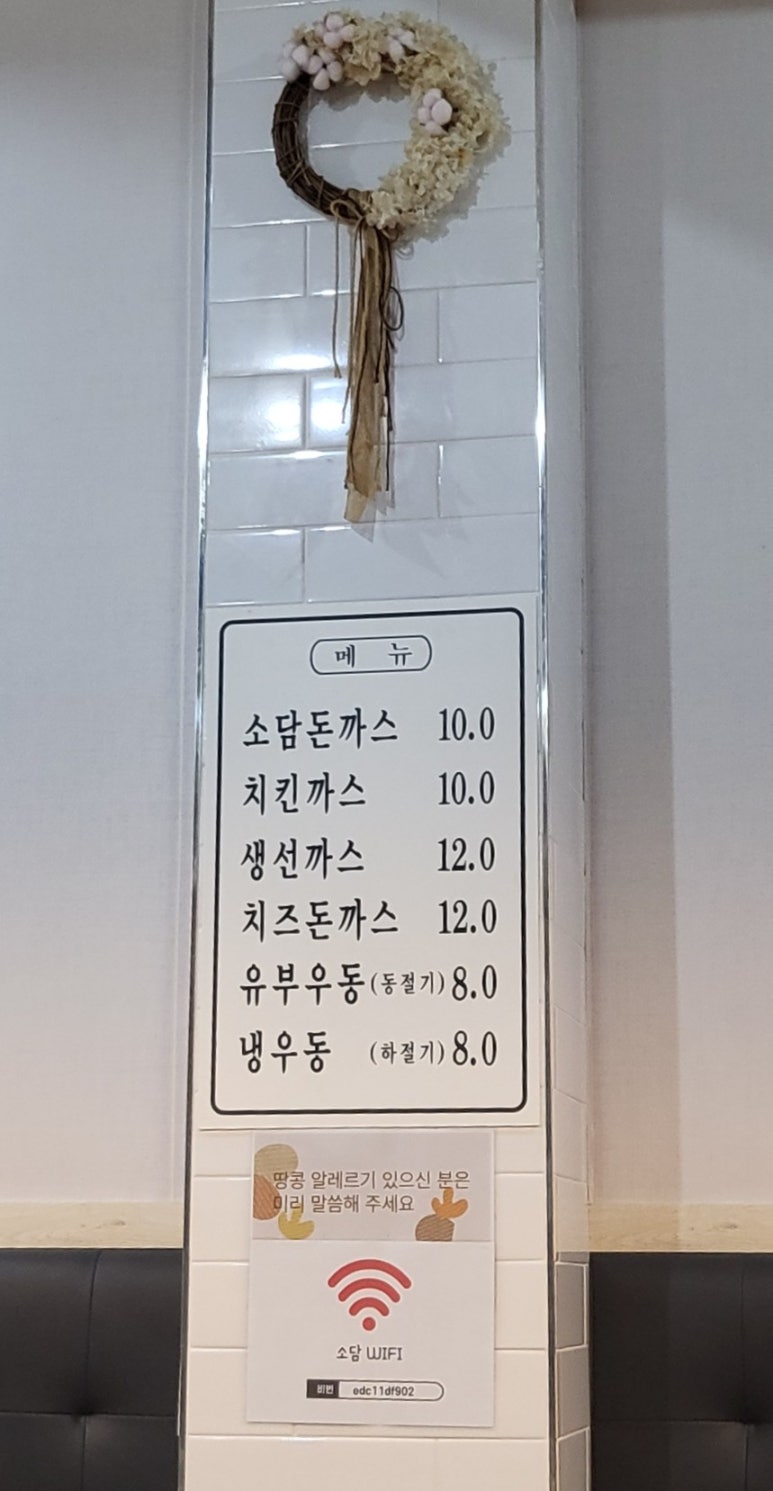 메 뉴
소담돈까스 10.0
치킨까스 10.0
생선까스 12.0
치즈돈까스 12.0
유부우동(동절기) 8.0
냉우동 (하절기) 8.0
땅콩 알레르기 있으신 분은
미리 말씀해 주세요
소담 WIFI
비번 edc11df902